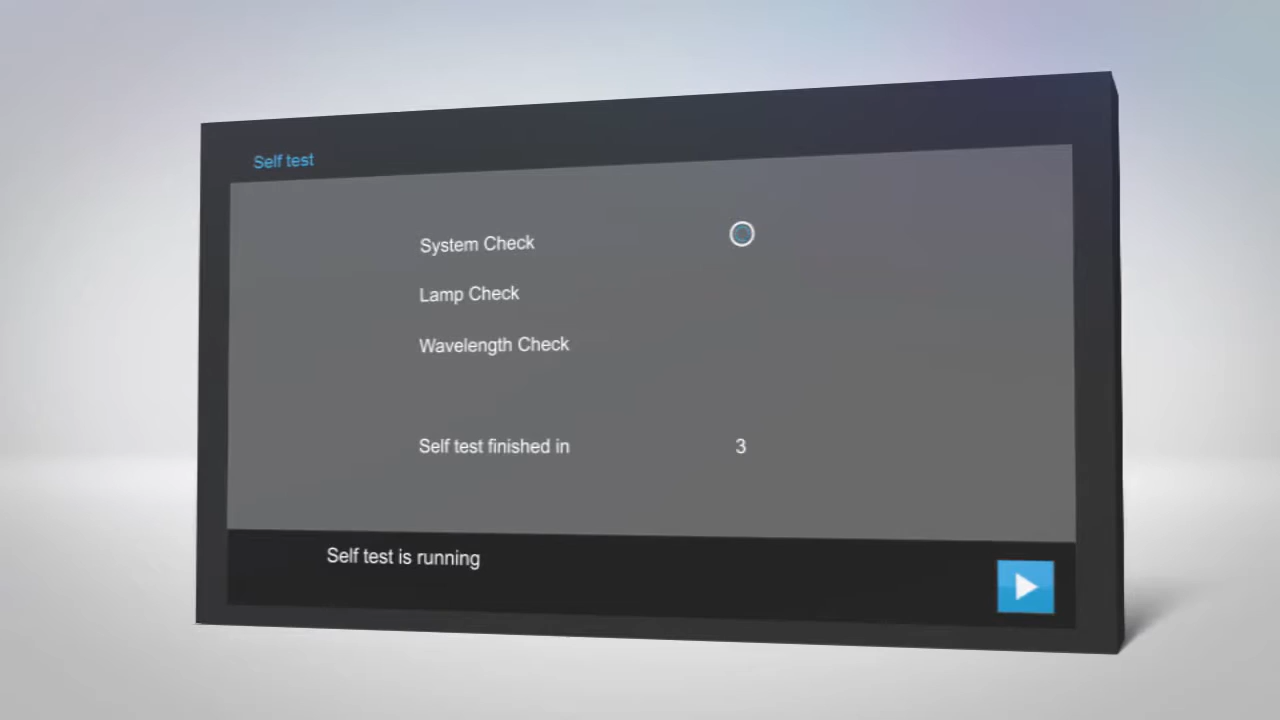 Self test
System Check
Lamp Check
Wavelength Check
Self test finished in 3
Self test is running